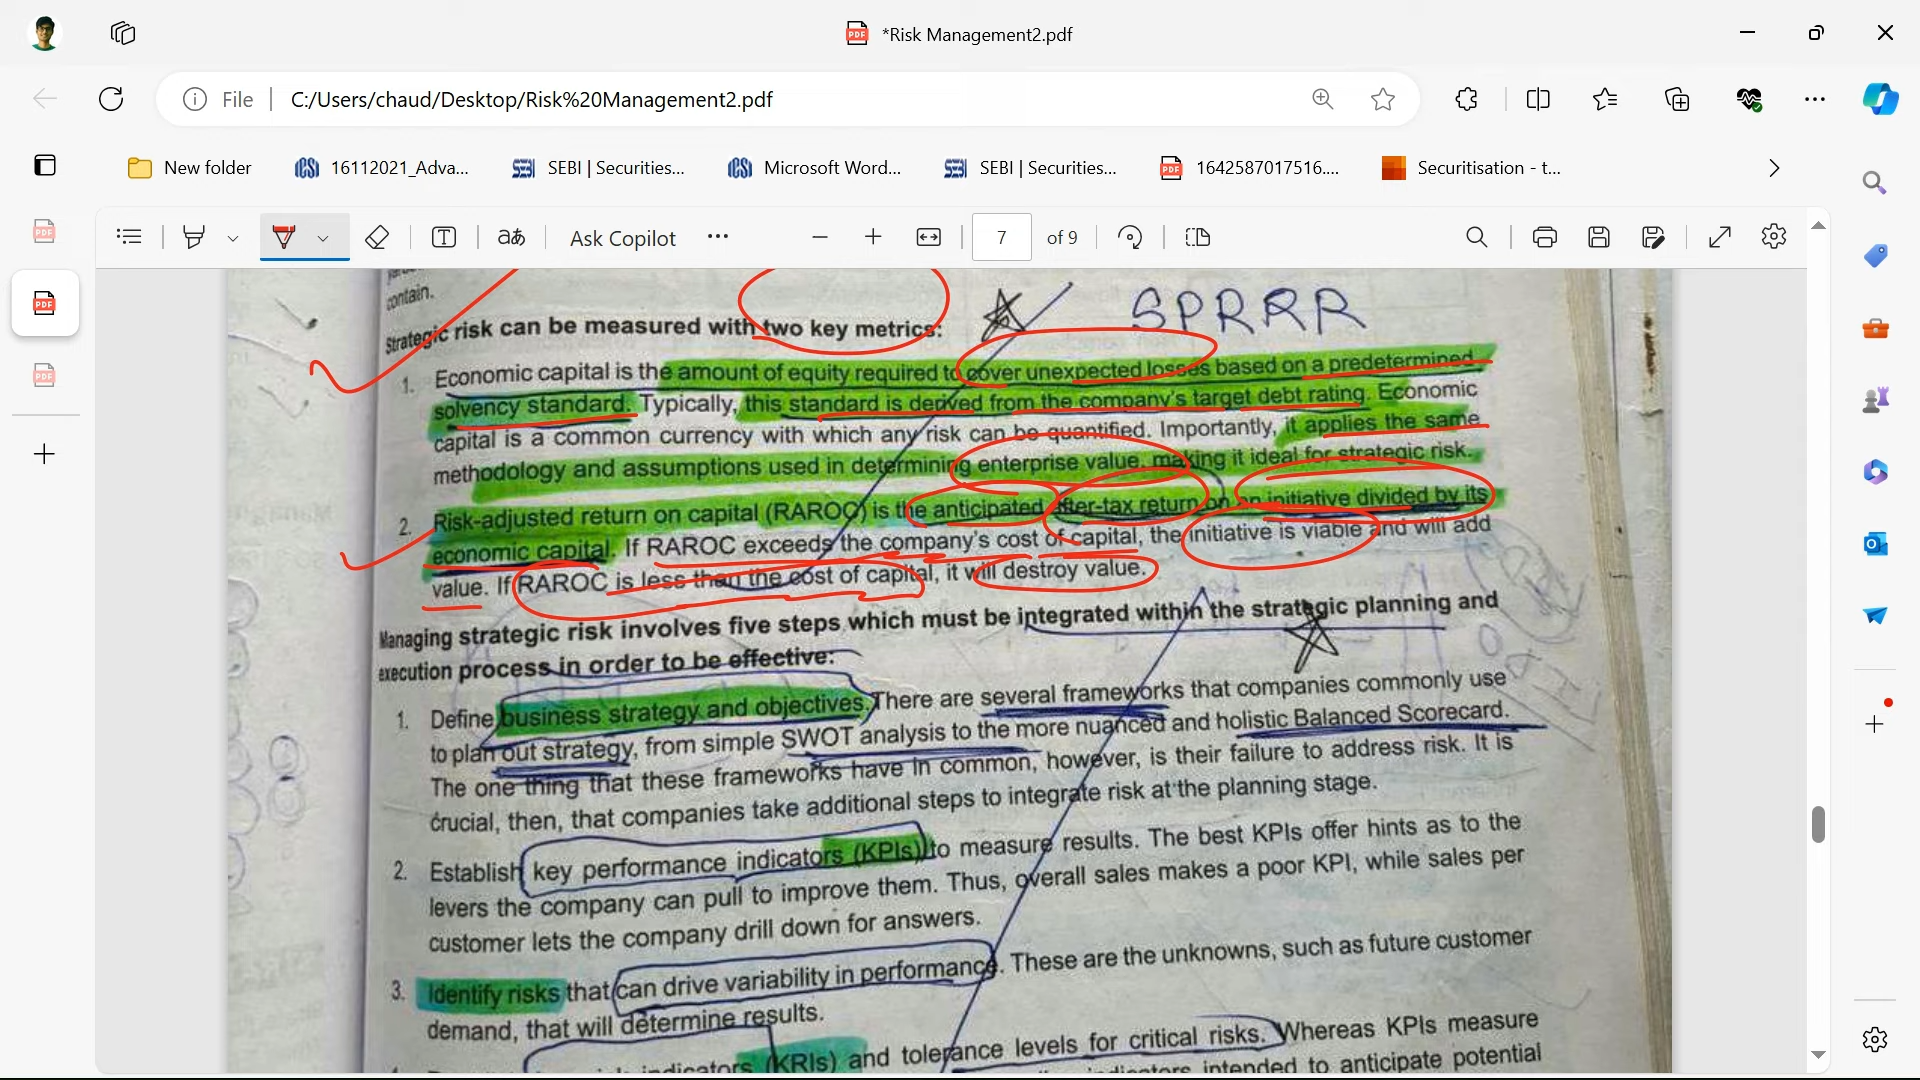 *Risk Management2.pdf
File
C:/Users/chaud/Desktop/Risk%20Management2.pdf
New folder
16112021_Adva...
SEBI | Securities...
Microsoft Word...
SEBI | Securities...
1642587017516....
Securitisation - t...
Ask Copilot
7 of 9
contain.
SPRRR
Strategic risk can be measured with two key metrics:
1. Economic capital is the amount of equity required to cover unexpected losses based on a predetermined
solvency standard. Typically, this standard is derived from the company's target debt rating. Economic
capital is a common currency with which any risk can be quantified. Importantly, it applies the same
methodology and assumptions used in determining enterprise value, making it ideal for strategic risk.
2. Risk-adjusted return on capital (RAROC) is the anticipated after-tax return on an initiative divided by its
economic capital. If RAROC exceeds the company's cost of capital, the initiative is viable and will add
value. If RAROC is less than the cost of capital, it will destroy value.
Managing strategic risk involves five steps which must be integrated within the strategic planning and
execution process in order to be effective:
1. Define business strategy and objectives. There are several frameworks that companies commonly use
to plan out strategy, from simple SWOT analysis to the more nuanced and holistic Balanced Scorecard.
The one thing that these frameworks have in common, however, is their failure to address risk. It is
crucial, then, that companies take additional steps to integrate risk at the planning stage.
2. Establish key performance indicators (KPIs) to measure results. The best KPIs offer hints as to the
levers the company can pull to improve them. Thus, overall sales makes a poor KPI, while sales per
customer lets the company drill down for answers.
3. Identify risks that can drive variability in performance. These are the unknowns, such as future customer
demand, that will determine results.
indicators (KRIs) and tolerance levels for critical risks. Whereas KPIs measure
indicators intended to anticipate potential